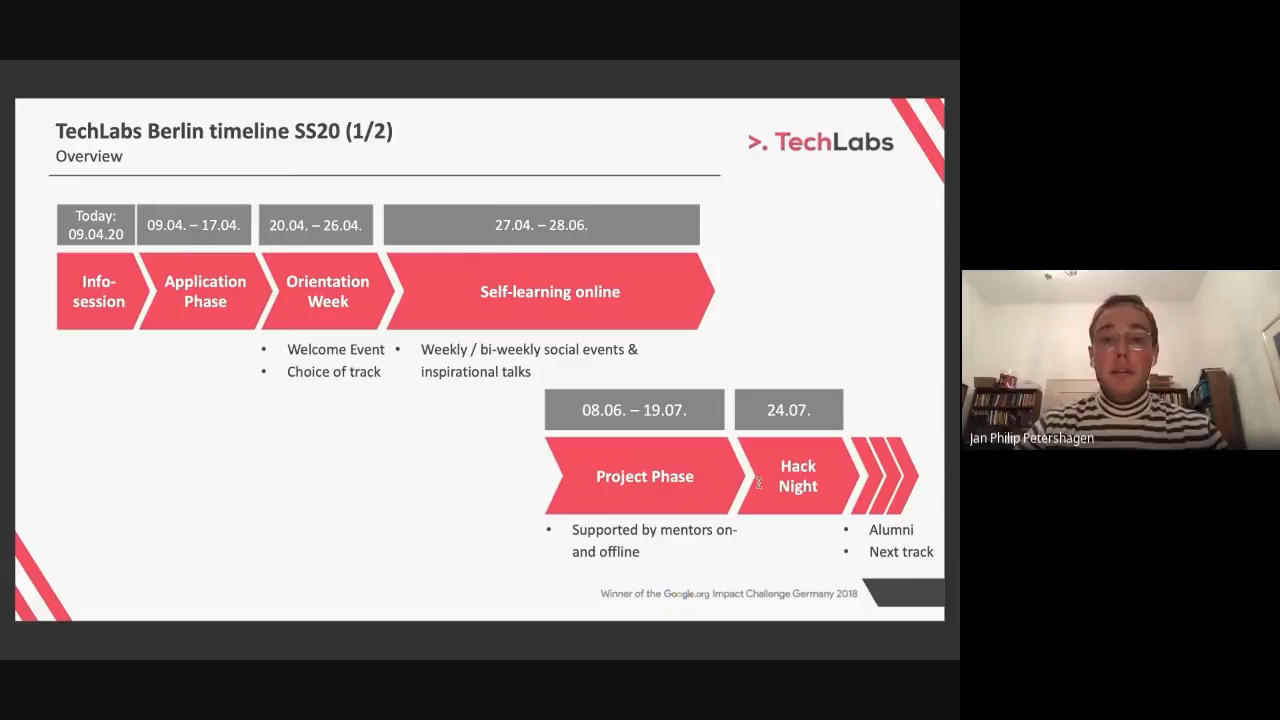 TechLabs Berlin timeline SS20 (1/2)
Overview
>. TechLabs
Today:
09.04.20
09.04. – 17.04.
20.04. – 26.04.
27.04. – 28.06.
Info-
session
Application
Phase
Orientation
Week
Self-learning online
• Welcome Event
• Choice of track
• Weekly / bi-weekly social events &
inspirational talks
08.06. – 19.07.
24.07.
Project Phase
Hack
Night
• Supported by mentors on-
and offline
• Alumni
• Next track
Winner of the Google.org Impact Challenge Germany 2018
Jan Philip Petershagen